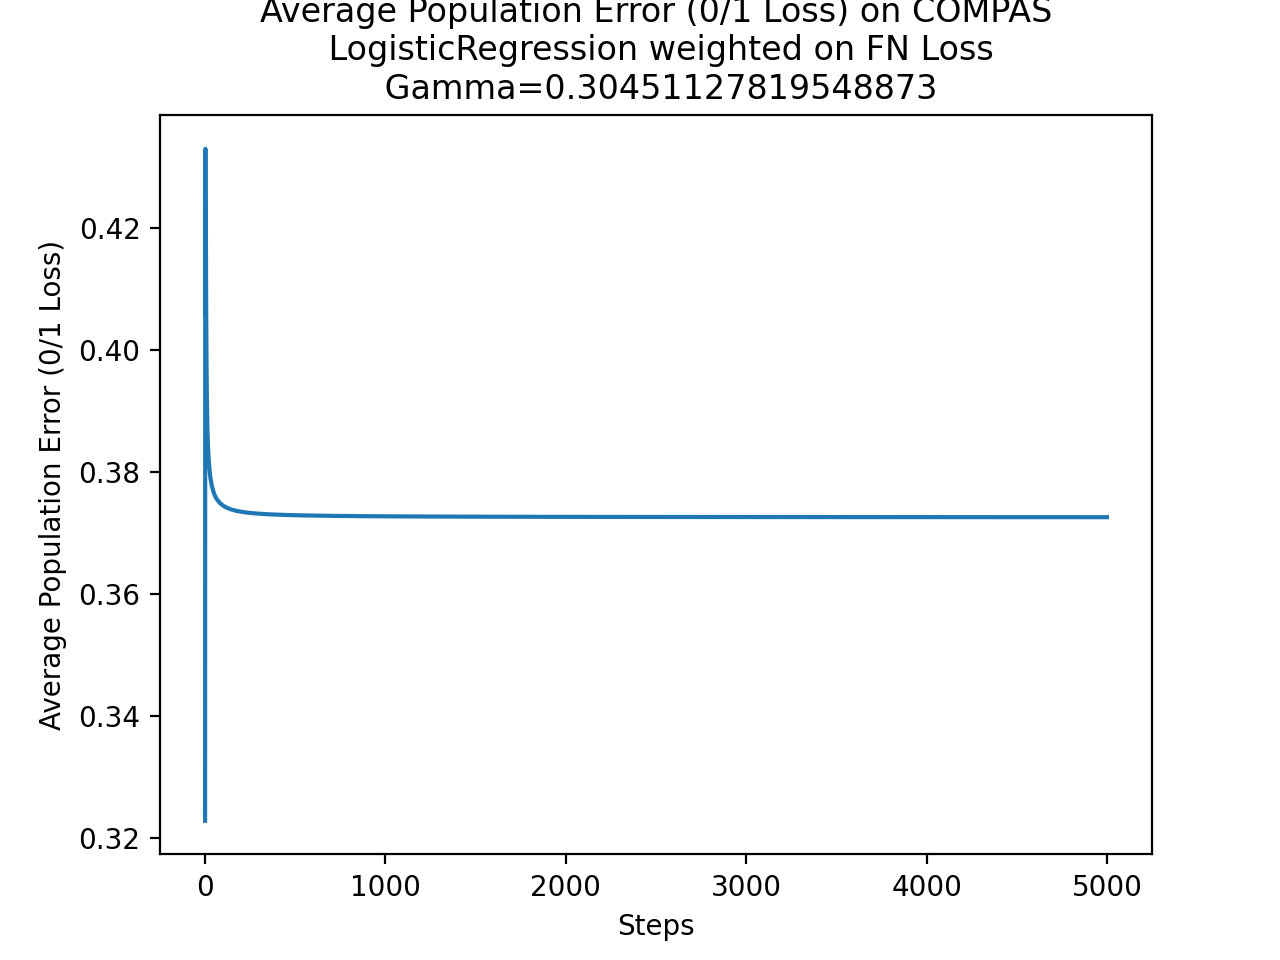 Average Population Error (0/1 Loss) on COMPAS
LogisticRegression weighted on FN Loss
Gamma=0.30451127819548873
Average Population Error (0/1 Loss)
0.42
0.40
0.38
0.36
0.34
0.32
0
1000
2000
3000
4000
5000
Steps